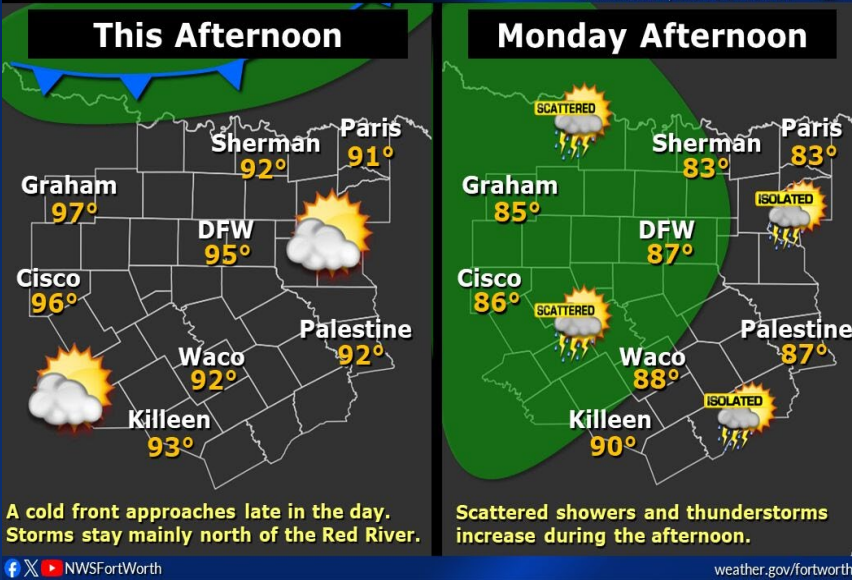 This Afternoon
Paris
91°
Sherman
92°
Graham
97°
DFW
95°
Cisco
96°
Palestine
92°
Waco
92°
Killeen
93°
A cold front approaches late in the day.
Storms stay mainly north of the Red River.
Monday Afternoon
SCATTERED
Paris
83°
Sherman
83°
Graham
85°
ISOLATED
DFW
87°
Cisco
86°
SCATTERED
Palestine
87°
Waco
88°
ISOLATED
Killeen
90°
Scattered showers and thunderstorms
increase during the afternoon.
NWSFortWorth
weather.gov/fortworth